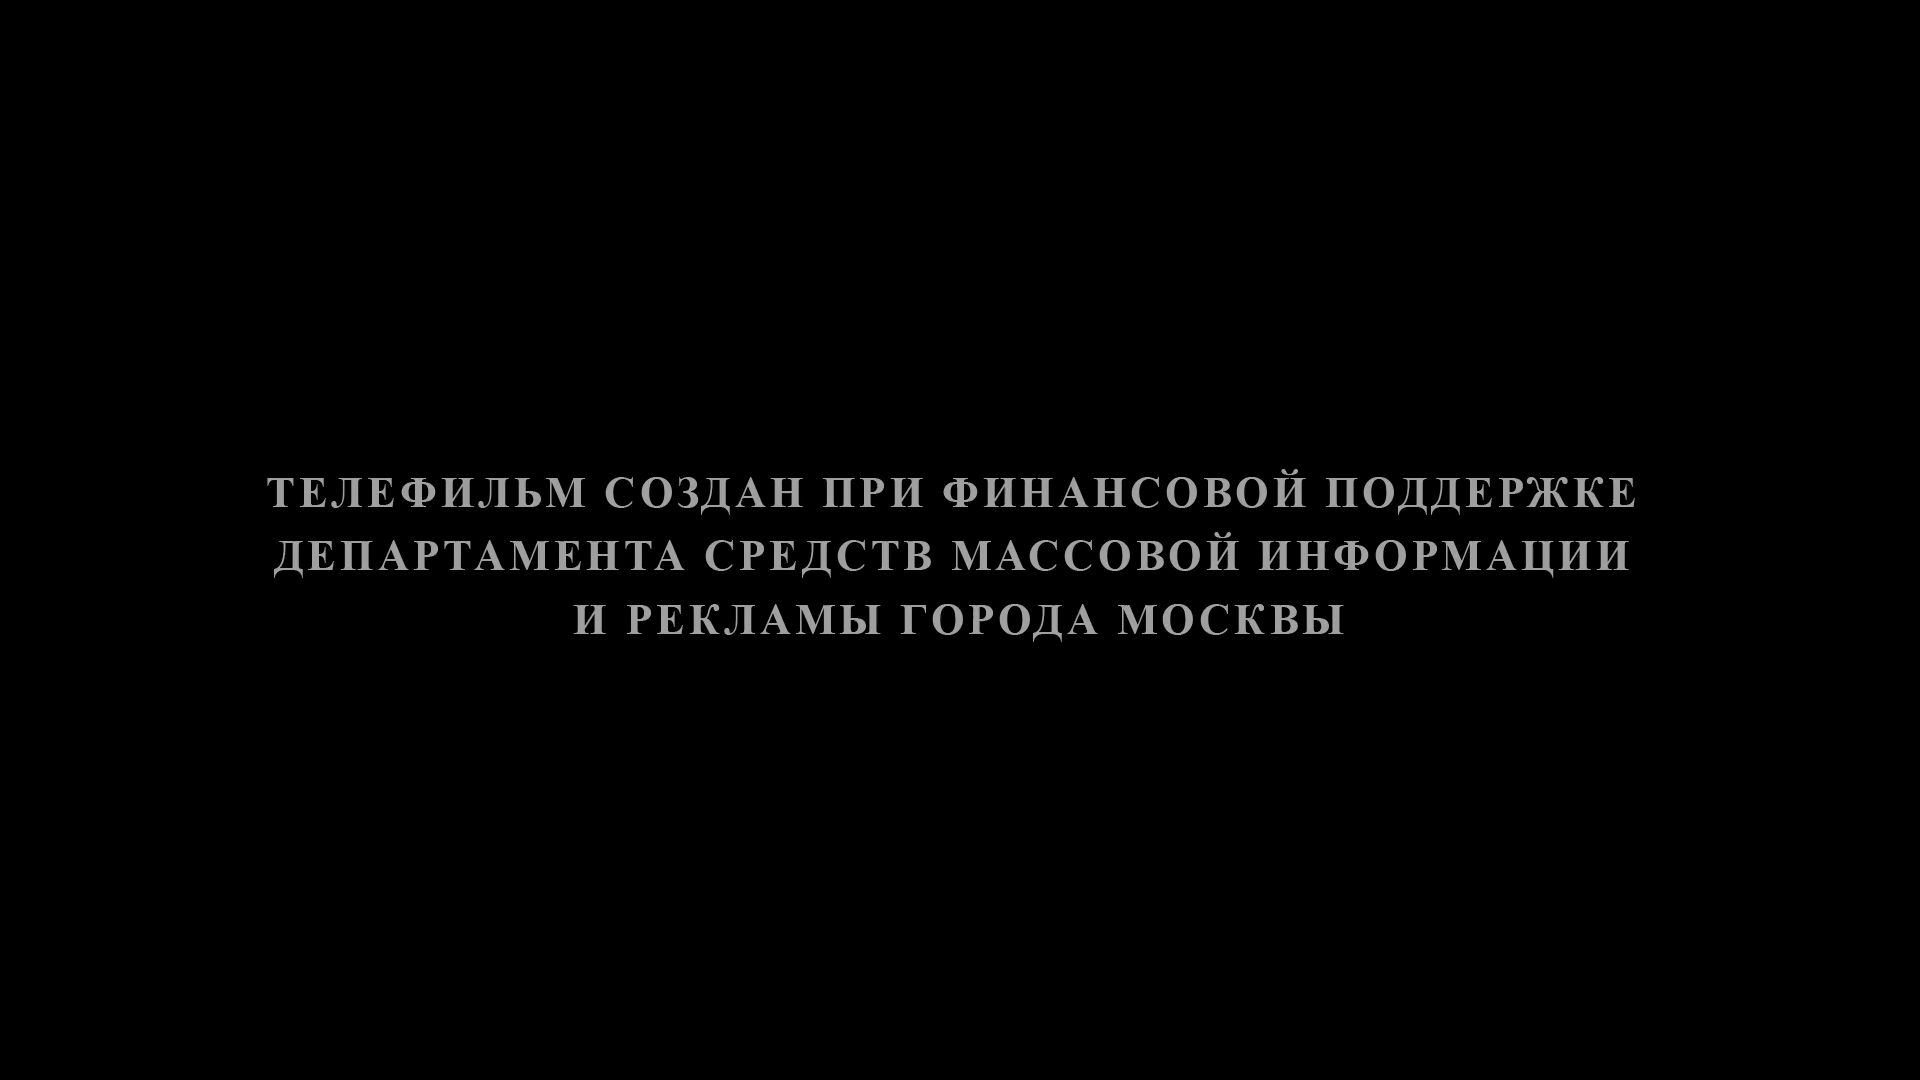 ТЕЛЕФИЛЬМ СОЗДАН ПРИ ФИНАНСОВОЙ ПОДДЕРЖКЕ
ДЕПАРТАМЕНТА СРЕДСТВ МАССОВОЙ ИНФОРМАЦИИ
И РЕКЛАМЫ ГОРОДА МОСКВЫ